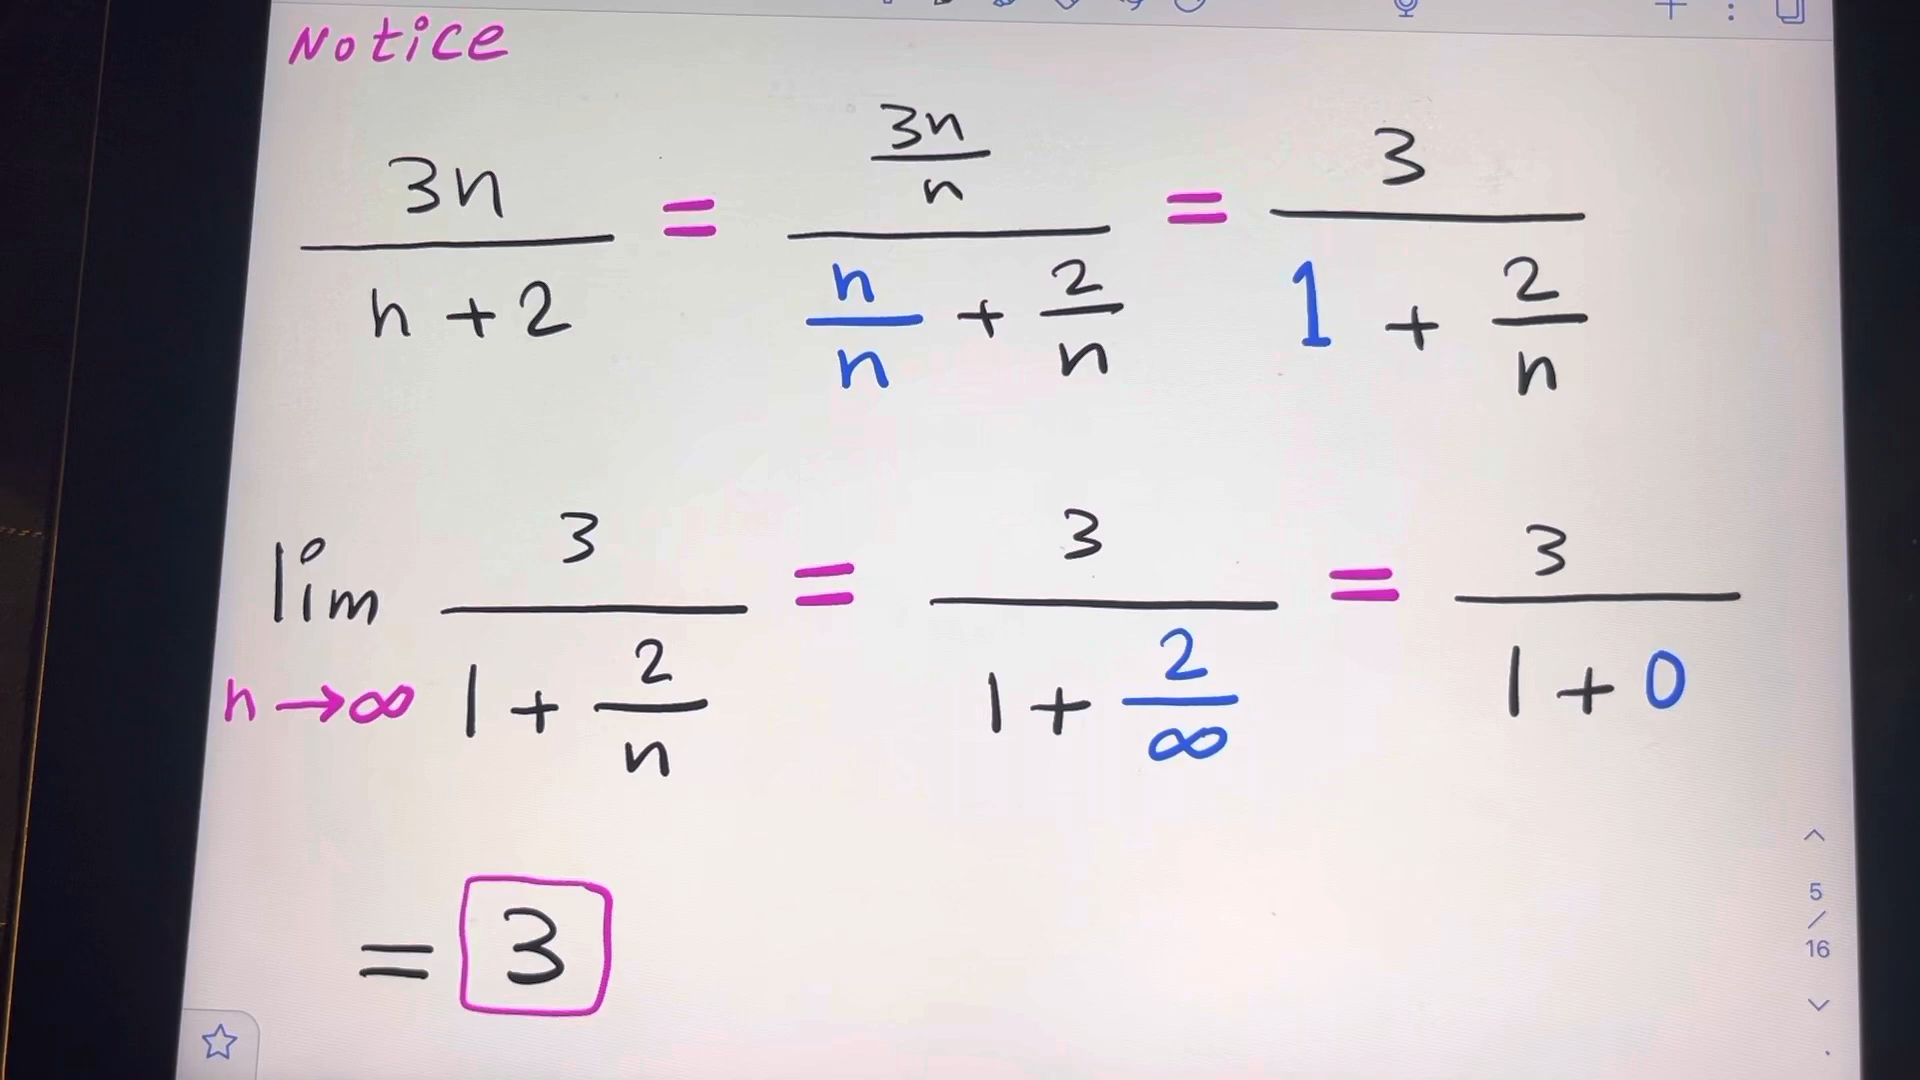 Notice
3n/(n+2) = (3n/n)/(n/n + 2/n) = 3/(1 + 2/n)
lim n→∞ 3/(1 + 2/n) = 3/(1 + 2/∞) = 3/(1+0)
= 3
5
/
16